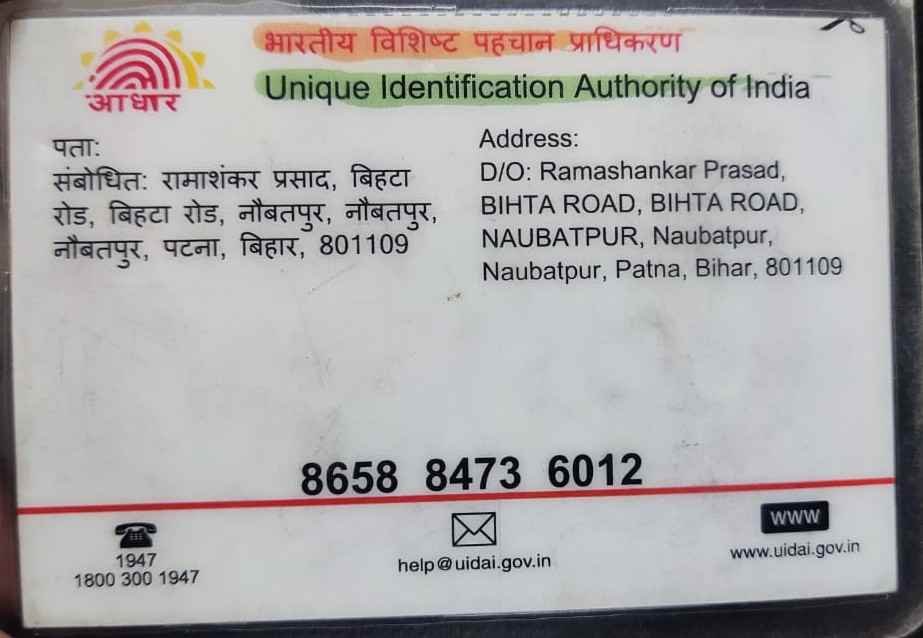 भारतीय विशिष्ट पहचान प्राधिकरण
Unique Identification Authority of India
आधार
पता:
संबोधित: रामाशंकर प्रसाद, बिहटा
रोड, बिहटा रोड, नौबतपुर, नौबतपुर,
नौबतपुर, पटना, बिहार, 801109
Address:
D/O: Ramashankar Prasad,
BIHTA ROAD, BIHTA ROAD,
NAUBATPUR, Naubatpur,
Naubatpur, Patna, Bihar, 801109
8658 8473 6012
1947
1800 300 1947
help@uidai.gov.in
WWW
www.uidai.gov.in